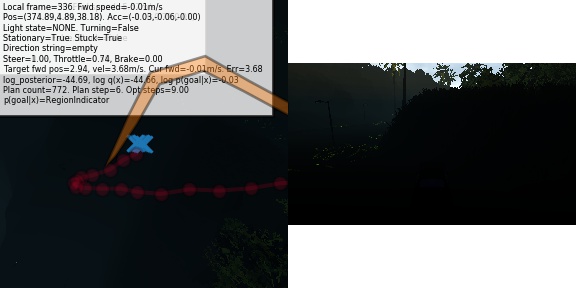 Local frame=336. Fwd speed=-0.01m/s
Pos=(374.89,4.89,38.18). Acc=(-0.03,-0.06,-0.00)
Light state=NONE. Turning=False
Stationary=True. Stuck=True
Direction string=empty
Steer=1.00, Throttle=0.74, Brake=0.00
Target fwd pos=2.94, vel=3.68m/s. Cur fwd=-0.01m/s. Err=3.68
log_posterior=-44.69, log q(x)=-44.66, log p(goal|x)=-0.03
Plan count=772. Plan step=6. Opt steps=9.00
p(goal|x)=RegionIndicator